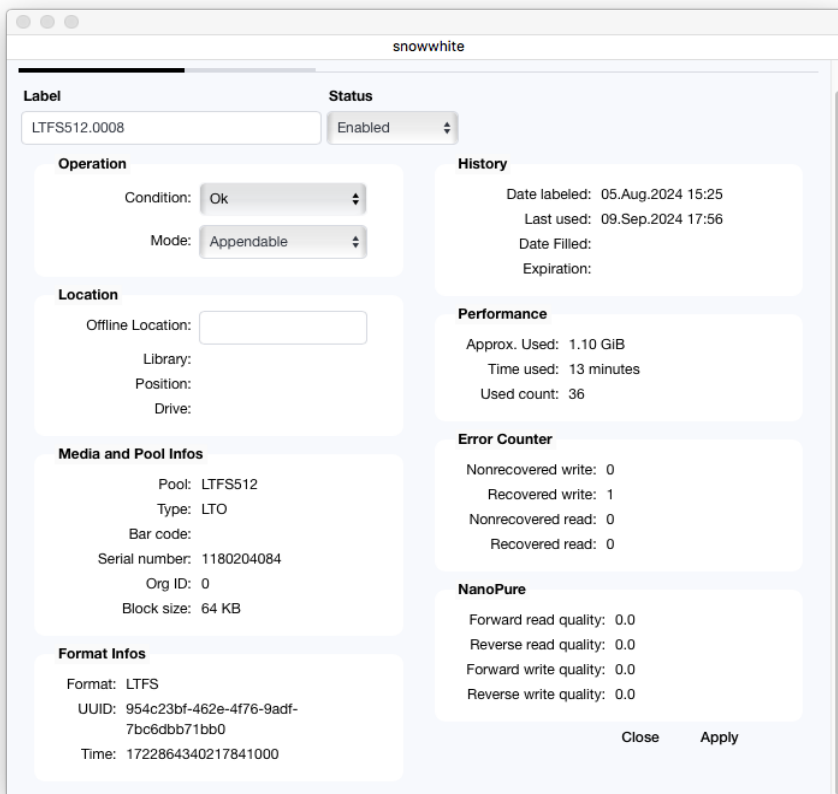 snowwhite
Label
LTFS512.0008
Status
Enabled
Operation
Condition: Ok
Mode: Appendable
Location
Offline Location:
Library:
Position:
Drive:
Media and Pool Infos
Pool: LTFS512
Type: LTO
Bar code:
Serial number: 1180204084
Org ID: 0
Block size: 64 KB
Format Infos
Format: LTFS
UUID: 954c23bf-462e-4f76-9adf-
7bc6dbb71bb0
Time: 1722864340217841000
History
Date labeled: 05.Aug.2024 15:25
Last used: 09.Sep.2024 17:56
Date Filled:
Expiration:
Performance
Approx. Used: 1.10 GiB
Time used: 13 minutes
Used count: 36
Error Counter
Nonrecovered write: 0
Recovered write: 1
Nonrecovered read: 0
Recovered read: 0
NanoPure
Forward read quality: 0.0
Reverse read quality: 0.0
Forward write quality: 0.0
Reverse write quality: 0.0
Close Apply